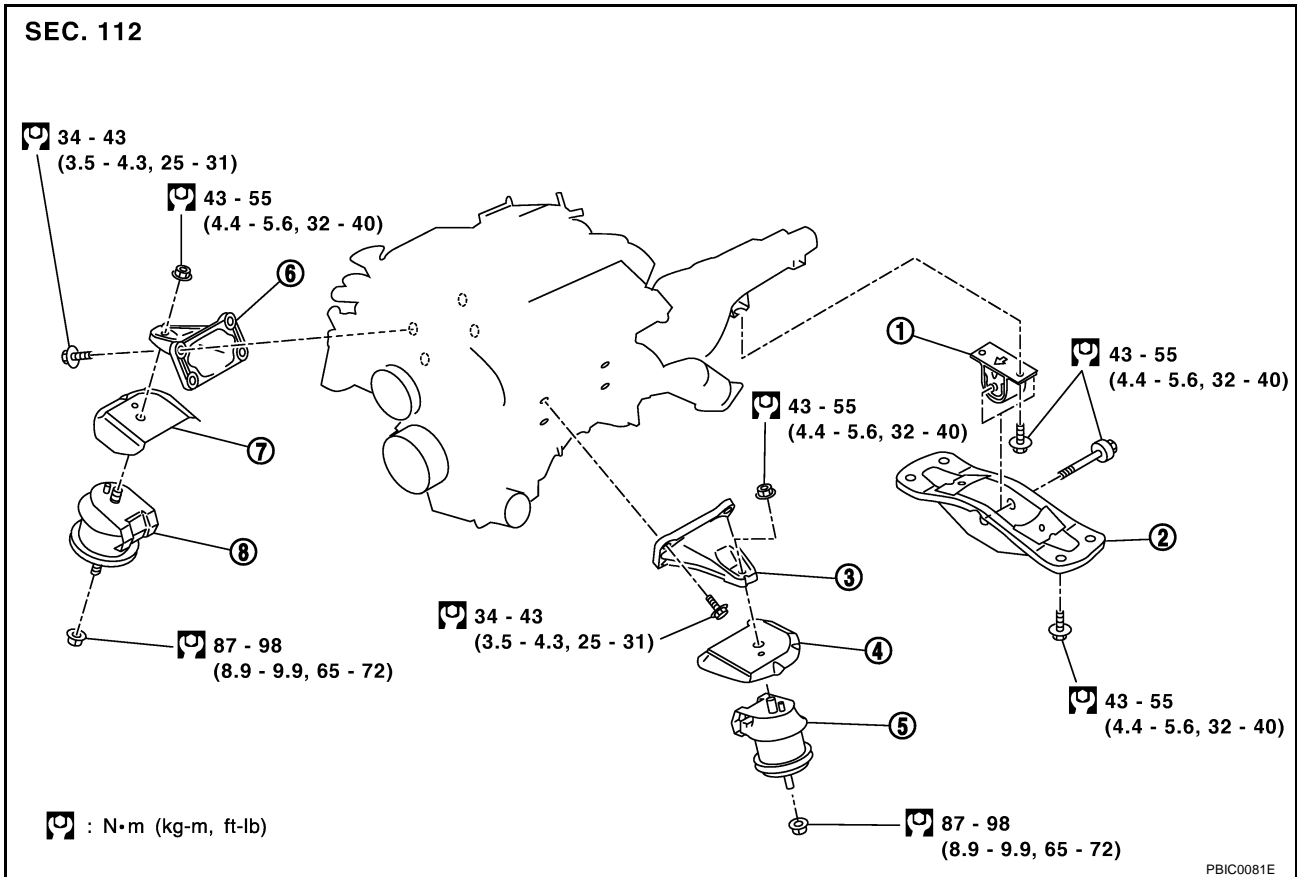 SEC. 112
34 - 43
(3.5 - 4.3, 25 - 31)
43 - 55
(4.4 - 5.6, 32 - 40)
6
1
43 - 55
(4.4 - 5.6, 32 - 40)
43 - 55
(4.4 - 5.6, 32 - 40)
7
2
8
3
34 - 43
(3.5 - 4.3, 25 - 31)
87 - 98
(8.9 - 9.9, 65 - 72)
4
43 - 55
(4.4 - 5.6, 32 - 40)
5
: N•m (kg-m, ft-lb)
87 - 98
(8.9 - 9.9, 65 - 72)
PBIC0081E